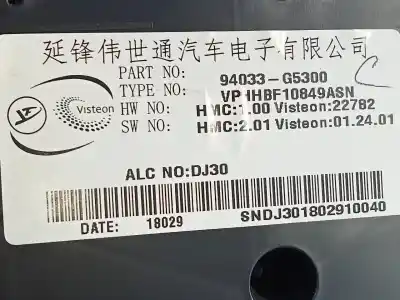 延锋伟世通汽车电子有限公司
PART NO: 94033-G5300
TYPE NO: VPHHBF10849ASN
HW NO: HMC:1.00 Visteon:22782
SW NO: HMC:2.01 Visteon:01.24.01
Visteon
ALC NO:DJ30
DATE: 18029
SNDJ301802910040